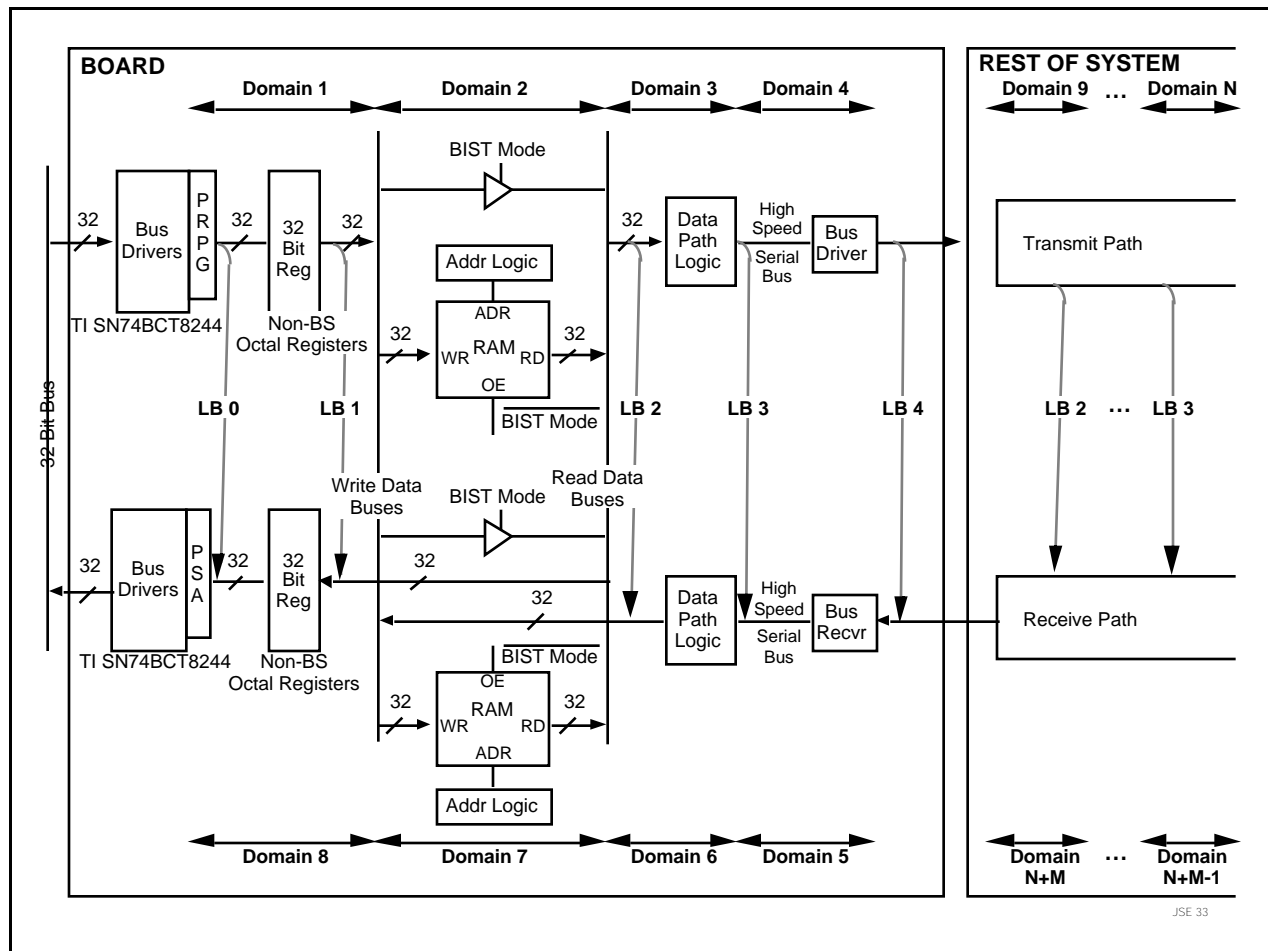 BOARD
REST OF SYSTEM
Domain 1
Domain 2
Domain 3
Domain 4
Domain 9
...
Domain N
BIST Mode
32
Bus
Drivers
P
R
P
G
32
32
Bit
Reg
32
32
Data
Path
Logic
High
Speed
Serial
Bus
Bus
Driver
Transmit Path
Addr Logic
TI SN74BCT8244
Non-BS
Octal Registers
32
ADR
WR
RAM
RD
OE
32
BIST Mode
32 Bit Bus
LB 0
LB 1
LB 2
LB 3
LB 4
LB 2
...
LB 3
Write Data
Buses
Read Data
Buses
BIST Mode
32
Bus
Drivers
P
S
A
32
32
Bit
Reg
32
32
Data
Path
Logic
High
Speed
Serial
Bus
Bus
Recvr
Receive Path
TI SN74BCT8244
Non-BS
Octal Registers
BIST Mode
32
OE
WR
RAM
RD
ADR
32
Addr Logic
Domain 8
Domain 7
Domain 6
Domain 5
Domain
N+M
...
Domain
N+M-1
JSE 33